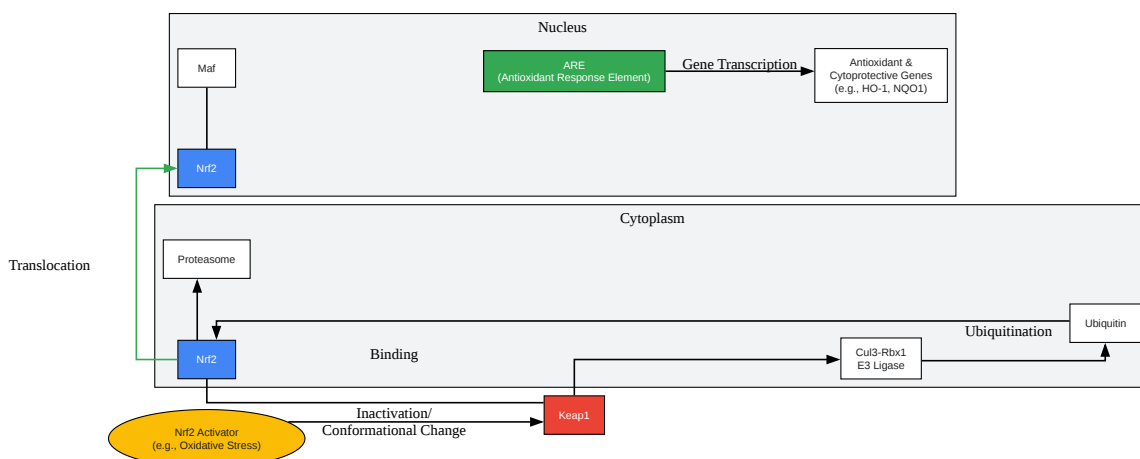 Nucleus
Maf
ARE
(Antioxidant Response Element)
Gene Transcription
Antioxidant &
Cytoprotective Genes
(e.g., HO-1, NQO1)
Nrf2
Cytoplasm
Translocation
Proteasome
Ubiquitin
Ubiquitination
Nrf2
Binding
Cul3-Rbx1
E3 Ligase
Inactivation/
Conformational Change
Keap1
Nrf2 Activator
(e.g., Oxidative Stress)